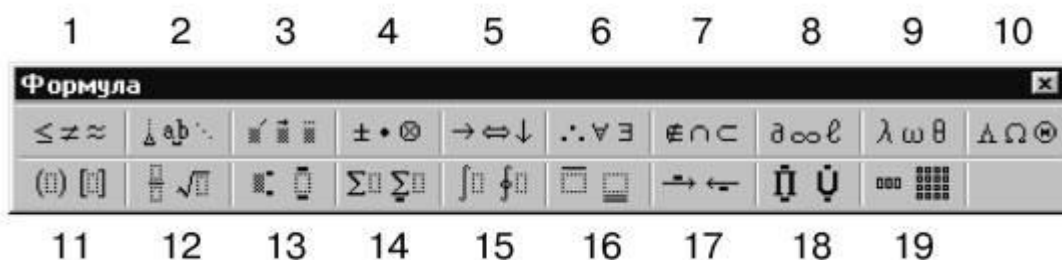 1 2 3 4 5 6 7 8 9 10
Формула
≤ ≠ ≈ a͟b ⋱ ± • ⊗ → ⇔ ↓ ∴ ∀ ∃ ∉ ∩ ⊂ ∂ ∞ ℓ λ ω θ Λ Ω Θ
(▯) [▯] √▯ Σ▯ Σ▯ ∫▯ ∮▯ → ← Π Ụ
11 12 13 14 15 16 17 18 19